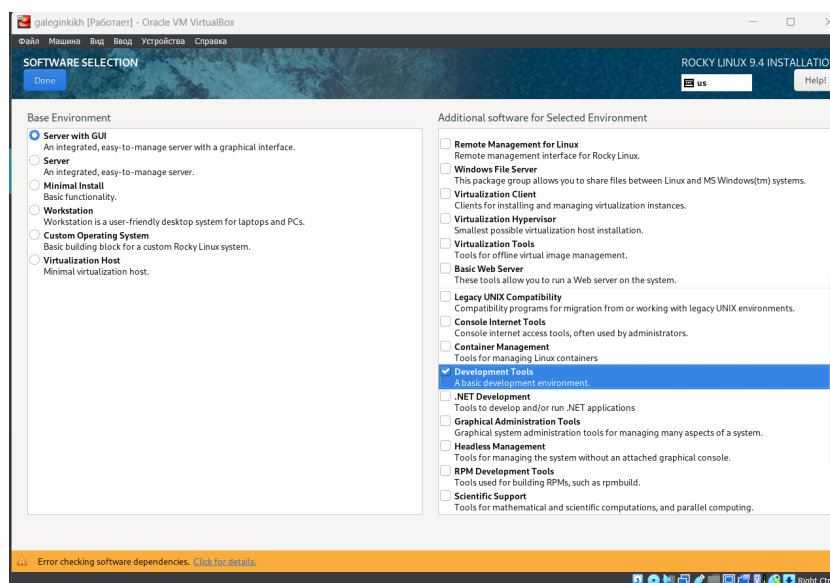 galeginkikh [Работает] - Oracle VM VirtualBox
Файл Машина Вид Ввод Устройства Справка
SOFTWARE SELECTION
ROCKY LINUX 9.4 INSTALLATIO
Done
us
Help!
Base Environment
Server with GUI
An integrated, easy-to-manage server with a graphical interface.
Server
An integrated, easy-to-manage server.
Minimal Install
Basic functionality.
Workstation
Workstation is a user-friendly desktop system for laptops and PCs.
Custom Operating System
Basic building block for a custom Rocky Linux system.
Virtualization Host
Minimal virtualization host.
Additional software for Selected Environment
Remote Management for Linux
Remote management interface for Rocky Linux.
Windows File Server
This package group allows you to share files between Linux and MS Windows(tm) systems.
Virtualization Client
Clients for installing and managing virtualization instances.
Virtualization Hypervisor
Smallest possible virtualization host installation.
Virtualization Tools
Tools for offline virtual image management.
Basic Web Server
These tools allow you to run a Web server on the system.
Legacy UNIX Compatibility
Compatibility programs for migration from or working with legacy UNIX environments.
Console Internet Tools
Console internet access tools, often used by administrators.
Container Management
Tools for managing Linux containers
Development Tools
A basic development environment.
.NET Development
Tools to develop and/or run .NET applications
Graphical Administration Tools
Graphical system administration tools for managing many aspects of a system.
Headless Management
Tools for managing the system without an attached graphical console.
RPM Development Tools
Tools used for building RPMs, such as rpmbuild.
Scientific Support
Tools for mathematical and scientific computations, and parallel computing.
Error checking software dependencies. Click for details.
Right Ctr